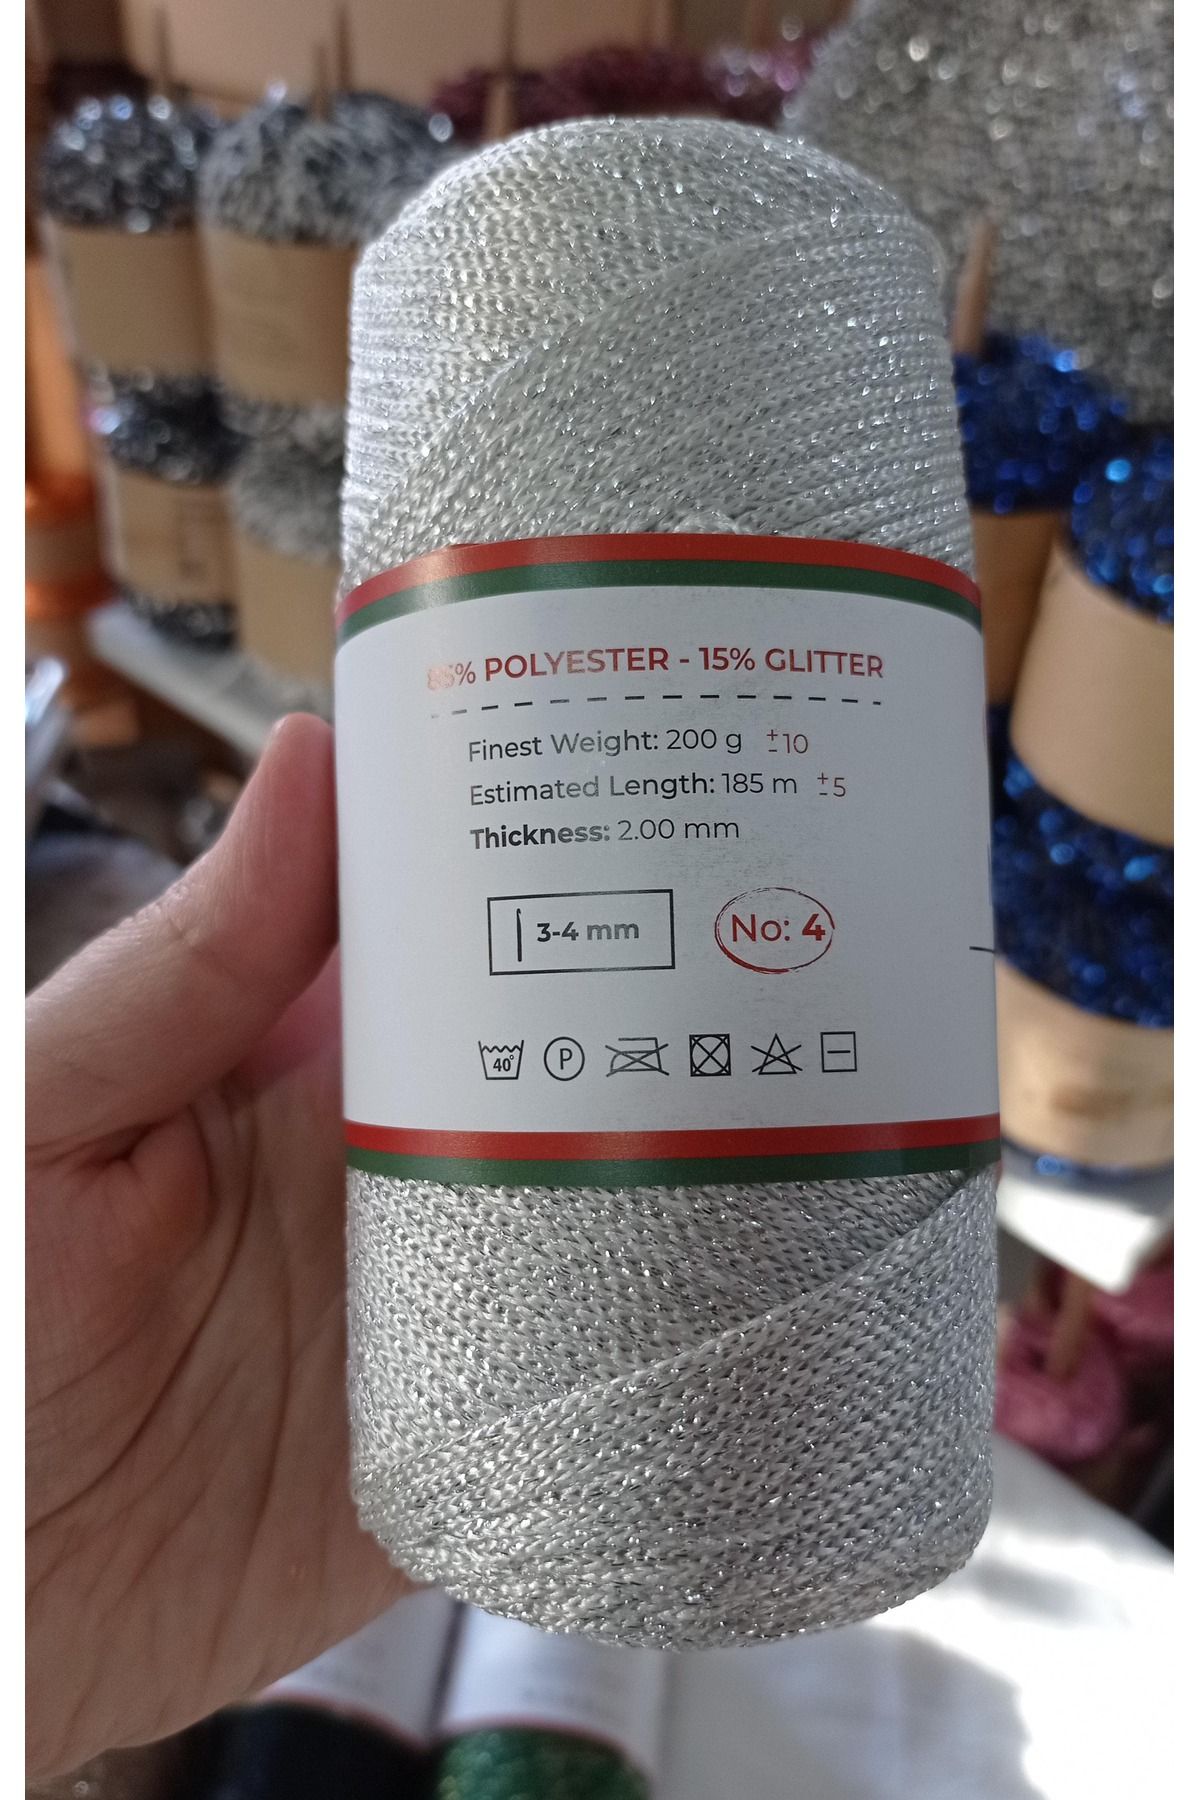 85% POLYESTER - 15% GLITTER
Finest Weight: 200 g ±10
Estimated Length: 185 m ±5
Thickness: 2.00 mm
3-4 mm
No: 4
40°
P